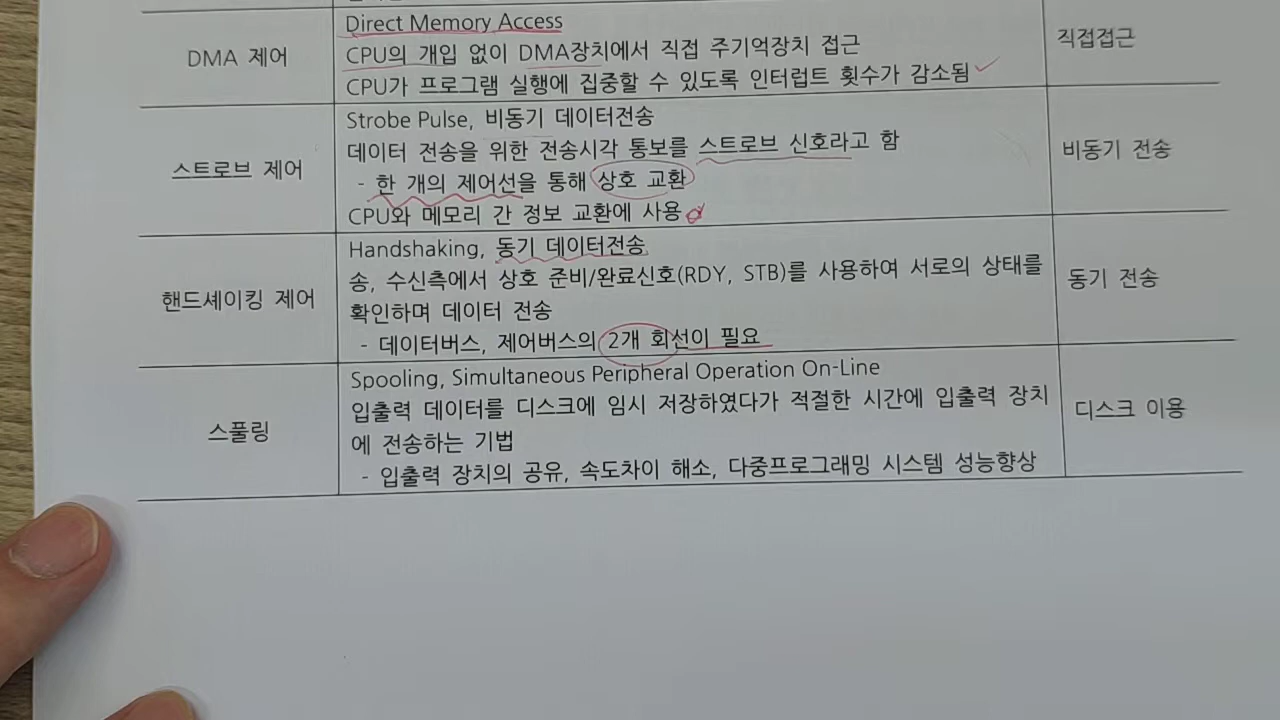 Direct Memory Access
DMA 제어
CPU의 개입 없이 DMA장치에서 직접 주기억장치 접근
직접접근
CPU가 프로그램 실행에 집중할 수 있도록 인터럽트 횟수가 감소됨
Strobe Pulse, 비동기 데이터전송
스트로브 제어
데이터 전송을 위한 전송시각 통보를 스트로브 신호라고 함
비동기 전송
- 한 개의 제어선을 통해 상호 교환
CPU와 메모리 간 정보 교환에 사용
Handshaking, 동기 데이터전송
핸드셰이킹 제어
송, 수신측에서 상호 준비/완료신호(RDY, STB)를 사용하여 서로의 상태를
동기 전송
확인하며 데이터 전송
- 데이터버스, 제어버스의 2개 회선이 필요
Spooling, Simultaneous Peripheral Operation On-Line
스풀링
입출력 데이터를 디스크에 임시 저장하였다가 적절한 시간에 입출력 장치
디스크 이용
에 전송하는 기법
- 입출력 장치의 공유, 속도차이 해소, 다중프로그래밍 시스템 성능향상